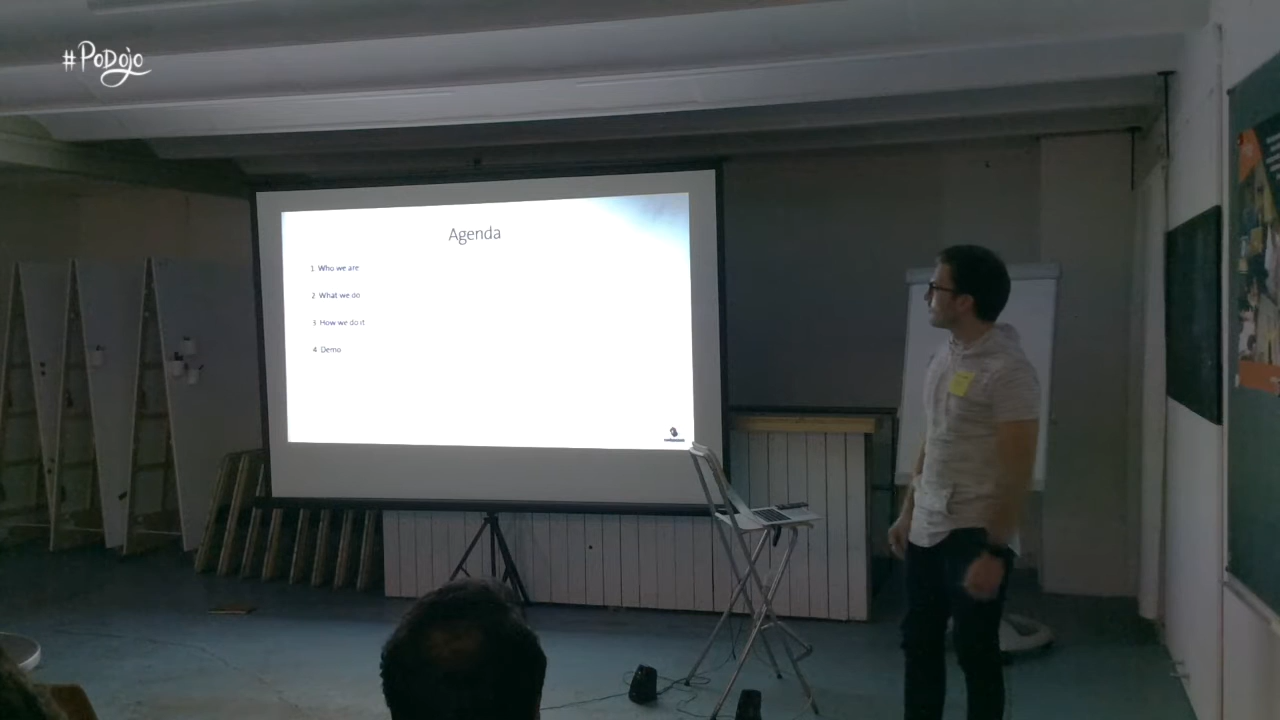 #PoDojo
Agenda
1 Who we are
2 What we do
3 How we do it
4 Demo